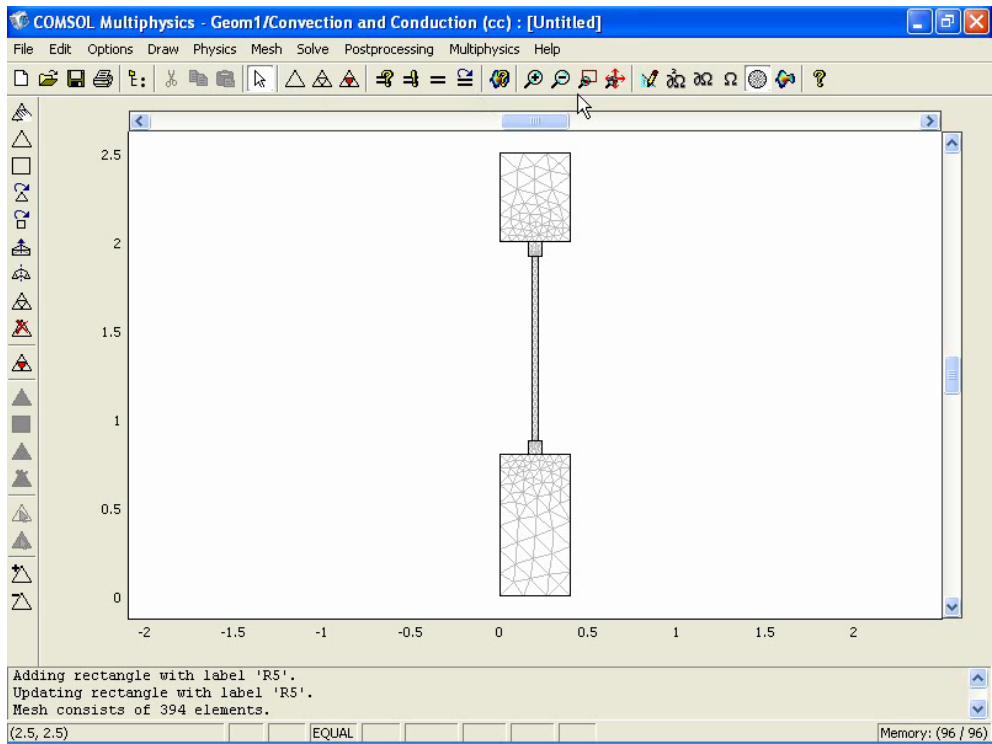 COMSOL Multiphysics - Geom1/Convection and Conduction (cc) : [Untitled]
File Edit Options Draw Physics Mesh Solve Postprocessing Multiphysics Help
2.5
2
1.5
1
0.5
0
-2 -1.5 -1 -0.5 0 0.5 1 1.5 2
Adding rectangle with label 'R5'.
Updating rectangle with label 'R5'.
Mesh consists of 394 elements.
(2.5, 2.5) EQUAL Memory: (96 / 96)